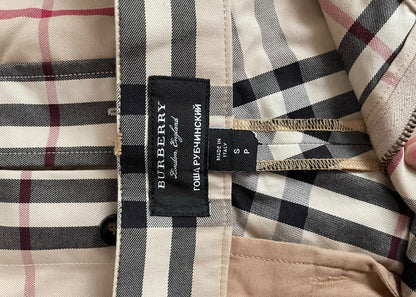 BURBERRY
London, England
ГОША РУБЧИНСКИЙ
MADE IN
ITALY
S
P